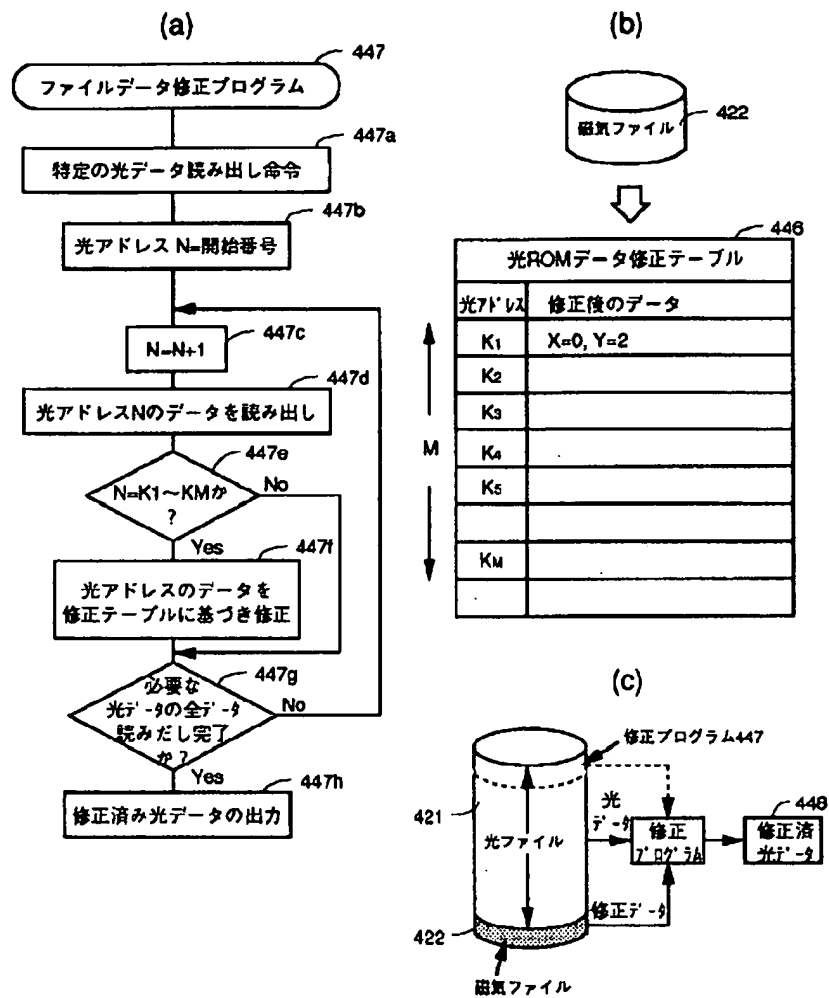 (a)
447
ファイルデータ修正プログラム
447a
特定の光データ読み出し命令
447b
光アドレス N=開始番号
447c
N=N+1
447d
光アドレスNのデータを読み出し
447e
N=K1～KMか
?
No
Yes
447f
光アドレスのデータを
修正テーブルに基づき修正
447g
必要な
光データの全データ
読みだし完了
か?
No
Yes
447h
修正済み光データの出力
(b)
磁気ファイル
422
446
光ROMデータ修正テーブル
光アドレス 修正後のデータ
K1 X=0, Y=2
K2
K3
K4
K5
KM
M
(c)
修正プログラム447
421
光ファイル
光
データ
修正
プログラム
448
修正済
光データ
修正データ
422
磁気ファイル